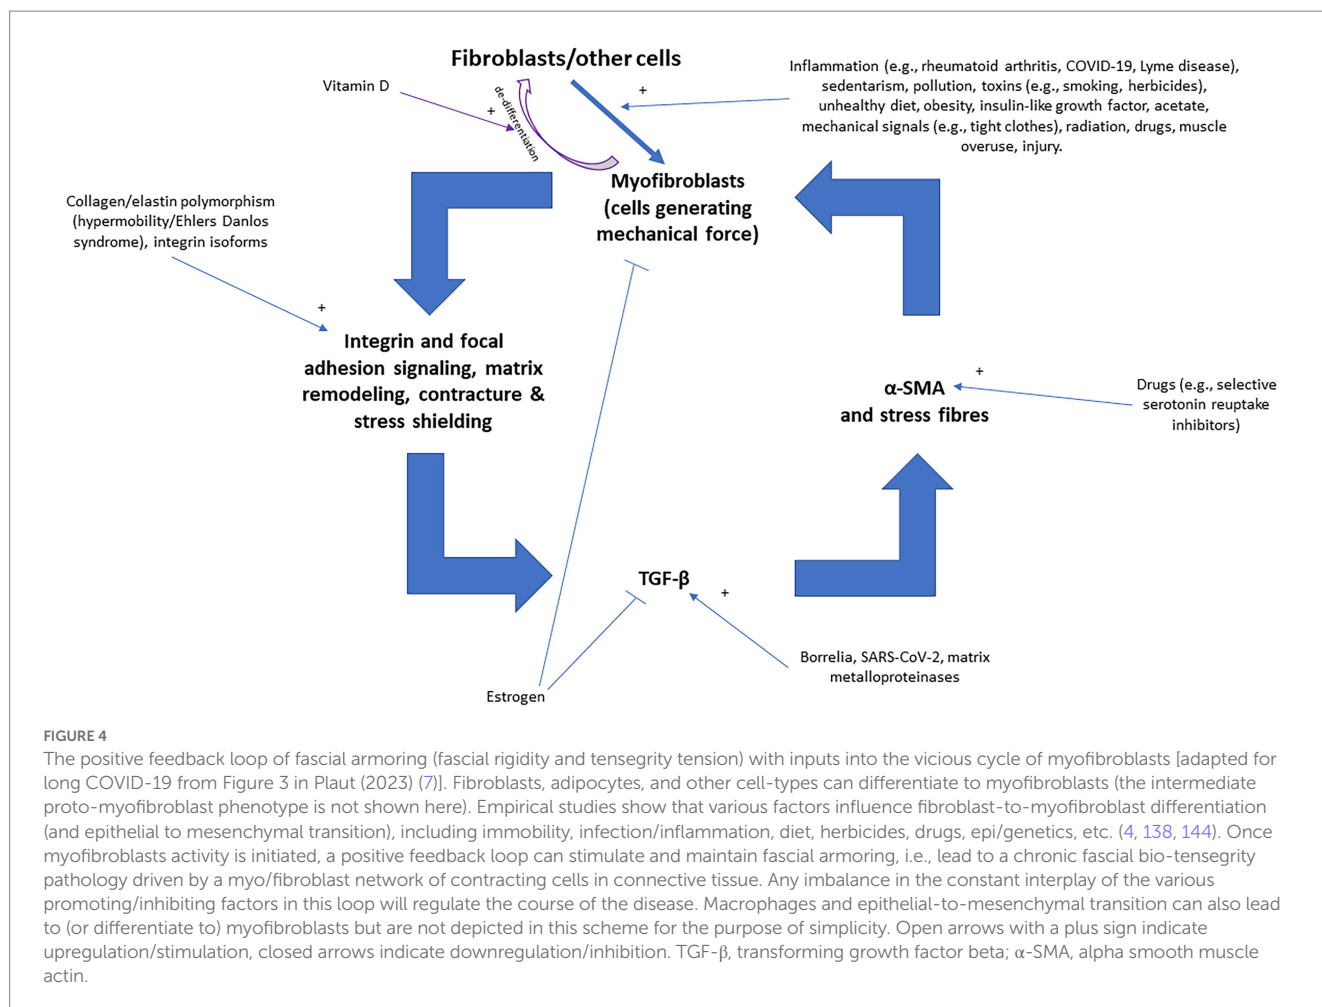 Fibroblasts/other cells
Vitamin D
+
de-differentiation
+
Inflammation (e.g., rheumatoid arthritis, COVID-19, Lyme disease),
sedentarism, pollution, toxins (e.g., smoking, herbicides),
unhealthy diet, obesity, insulin-like growth factor, acetate,
mechanical signals (e.g., tight clothes), radiation, drugs, muscle
overuse, injury.
Myofibroblasts
(cells generating
mechanical force)
Collagen/elastin polymorphism
(hypermobility/Ehlers Danlos
syndrome), integrin isoforms
+
Integrin and focal
adhesion signaling, matrix
remodeling, contracture &
stress shielding
α-SMA
and stress fibres
+
Drugs (e.g., selective
serotonin reuptake
inhibitors)
TGF-β
+
Borrelia, SARS-CoV-2, matrix
metalloproteinases
Estrogen
FIGURE 4
The positive feedback loop of fascial armoring (fascial rigidity and tensegrity tension) with inputs into the vicious cycle of myofibroblasts [adapted for
long COVID-19 from Figure 3 in Plaut (2023) (7)]. Fibroblasts, adipocytes, and other cell-types can differentiate to myofibroblasts (the intermediate
proto-myofibroblast phenotype is not shown here). Empirical studies show that various factors influence fibroblast-to-myofibroblast differentiation
(and epithelial to mesenchymal transition), including immobility, infection/inflammation, diet, herbicides, drugs, epi/genetics, etc. (4, 138, 144). Once
myofibroblasts activity is initiated, a positive feedback loop can stimulate and maintain fascial armoring, i.e., lead to a chronic fascial bio-tensegrity
pathology driven by a myo/fibroblast network of contracting cells in connective tissue. Any imbalance in the constant interplay of the various
promoting/inhibiting factors in this loop will regulate the course of the disease. Macrophages and epithelial-to-mesenchymal transition can also lead
to (or differentiate to) myofibroblasts but are not depicted in this scheme for the purpose of simplicity. Open arrows with a plus sign indicate
upregulation/stimulation, closed arrows indicate downregulation/inhibition. TGF-β, transforming growth factor beta; α-SMA, alpha smooth muscle
actin.